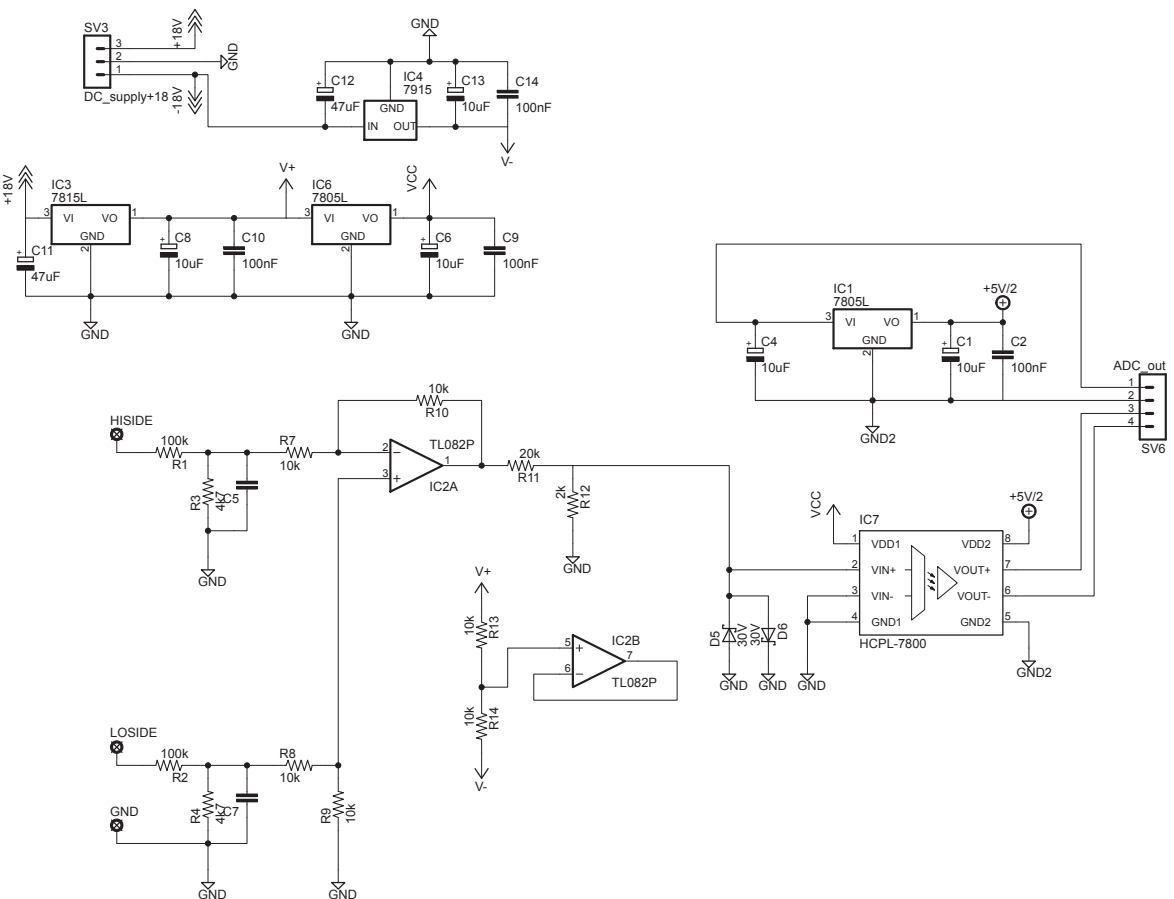 SV3
3
2
1
DC_supply+18
+18V
GND
-18V
GND
C12
47uF
IC4
7915
GND
IN
OUT
C13
10uF
C14
100nF
V-
+18V
IC3
7815L
3
VI
VO
1
GND
2
C11
47uF
C8
10uF
C10
100nF
V+
IC6
7805L
3
VI
VO
1
GND
2
VCC
C6
10uF
C9
100nF
GND
GND
IC1
7805L
3
VI
VO
1
GND
2
C4
10uF
C1
10uF
+5V/2
C2
100nF
GND2
ADC_out
1
2
3
4
SV6
HISIDE
100k
R1
R3
4k7
C5
GND
R7
10k
10k
R10
2
3
1
TL082P
IC2A
20k
R11
2k
R12
GND
V+
10k
R13
10k
R14
V-
5
6
7
IC2B
TL082P
D5
30V
30V
D6
GND
GND
GND
VCC
IC7
1
VDD1
2
VIN+
3
VIN-
4
GND1
VDD2
8
VOUT+
7
VOUT-
6
GND2
5
HCPL-7800
+5V/2
GND2
LOSIDE
100k
R2
R4
4k7
C7
GND
GND
R8
10k
R9
10k
GND